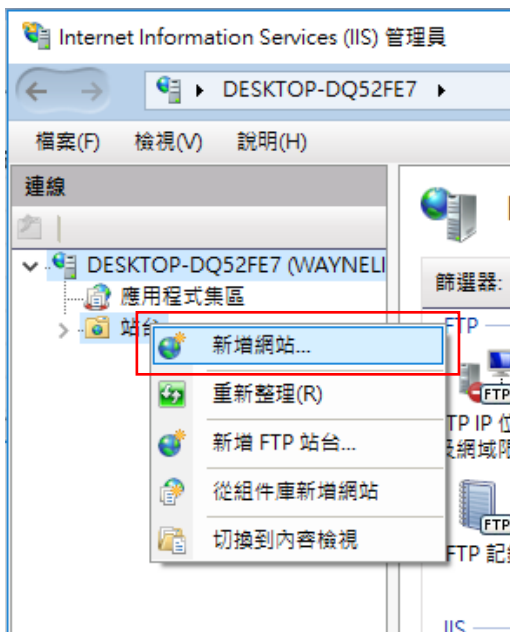 Internet Information Services (IIS) 管理員
DESKTOP-DQ52FE7
檔案(F) 檢視(V) 說明(H)
連線
DESKTOP-DQ52FE7 (WAYNELI
篩選器:
應用程式集區
站台
FTP
新增網站...
重新整理(R)
FTP
新增 FTP 站台...
TP IP 位
網域限
從組件庫新增網站
FTP
切換到內容檢視
FTP 記
IIS